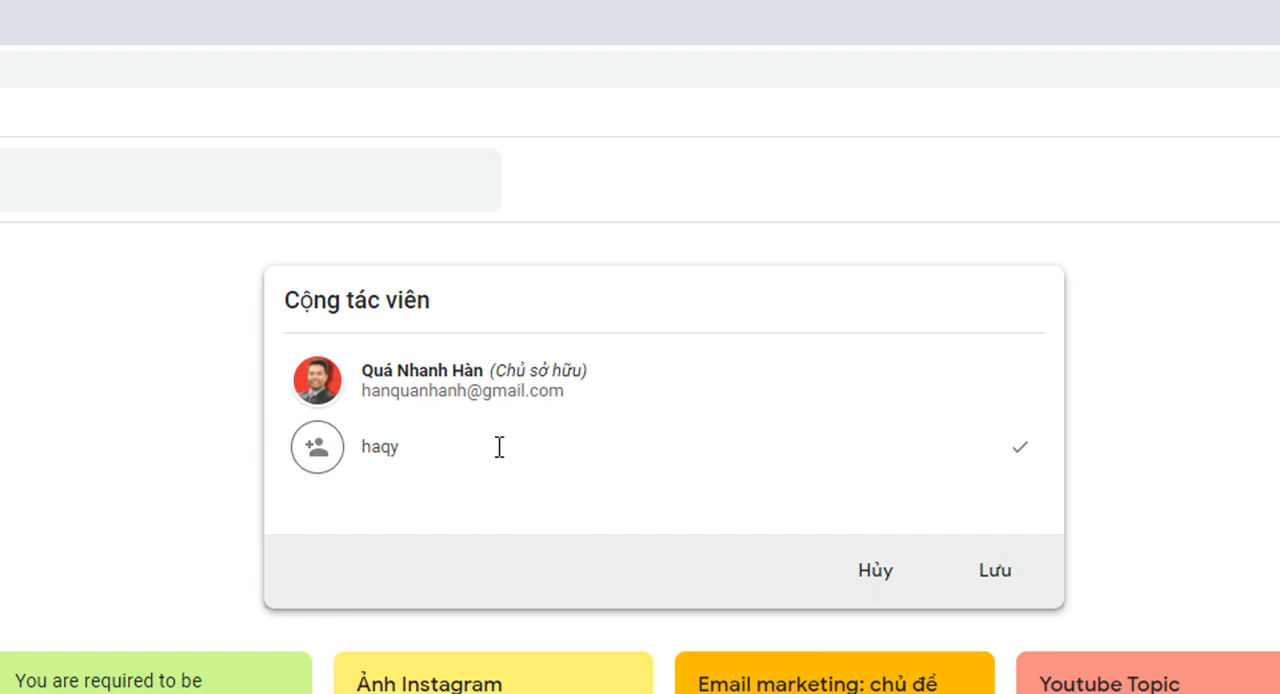 Cộng tác viên
Quá Nhanh Hàn (Chủ sở hữu)
hanquanhanh@gmail.com
haqy
Hủy Lưu
You are required to be
Ảnh Instagram
Email marketing: chủ đề
Youtube Topic